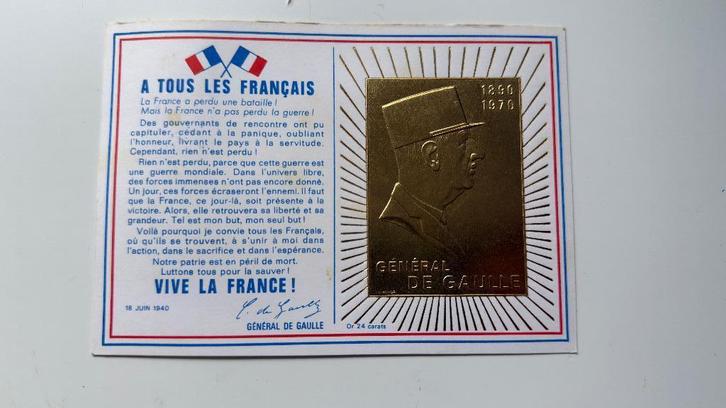 A TOUS LES FRANÇAIS
La France a perdu une bataille !
Mais la France n'a pas perdu la guerre !
Des gouvernants de rencontre ont pu
capituler, cédant à la panique, oubliant
l'honneur, livrant le pays à la servitude.
Cependant, rien n'est perdu !
Rien n'est perdu, parce que cette guerre est
une guerre mondiale. Dans l'univers libre,
des forces immenses n'ont pas encore donné.
Un jour, ces forces écraseront l'ennemi. Il faut
que la France, ce jour-là, soit présente à la
victoire. Alors, elle retrouvera sa liberté et sa
grandeur. Tel est mon but, mon seul but !
Voilà pourquoi je convie tous les Français,
où qu'ils se trouvent, à s'unir à moi dans
l'action, dans le sacrifice et dans l'espérance.
Notre patrie est en péril de mort.
Luttons tous pour la sauver !
VIVE LA FRANCE !
18 JUIN 1940
C. de Gaulle
GÉNÉRAL DE GAULLE
1890
1970
GÉNÉRAL
DE GAULLE
Or 24 carats